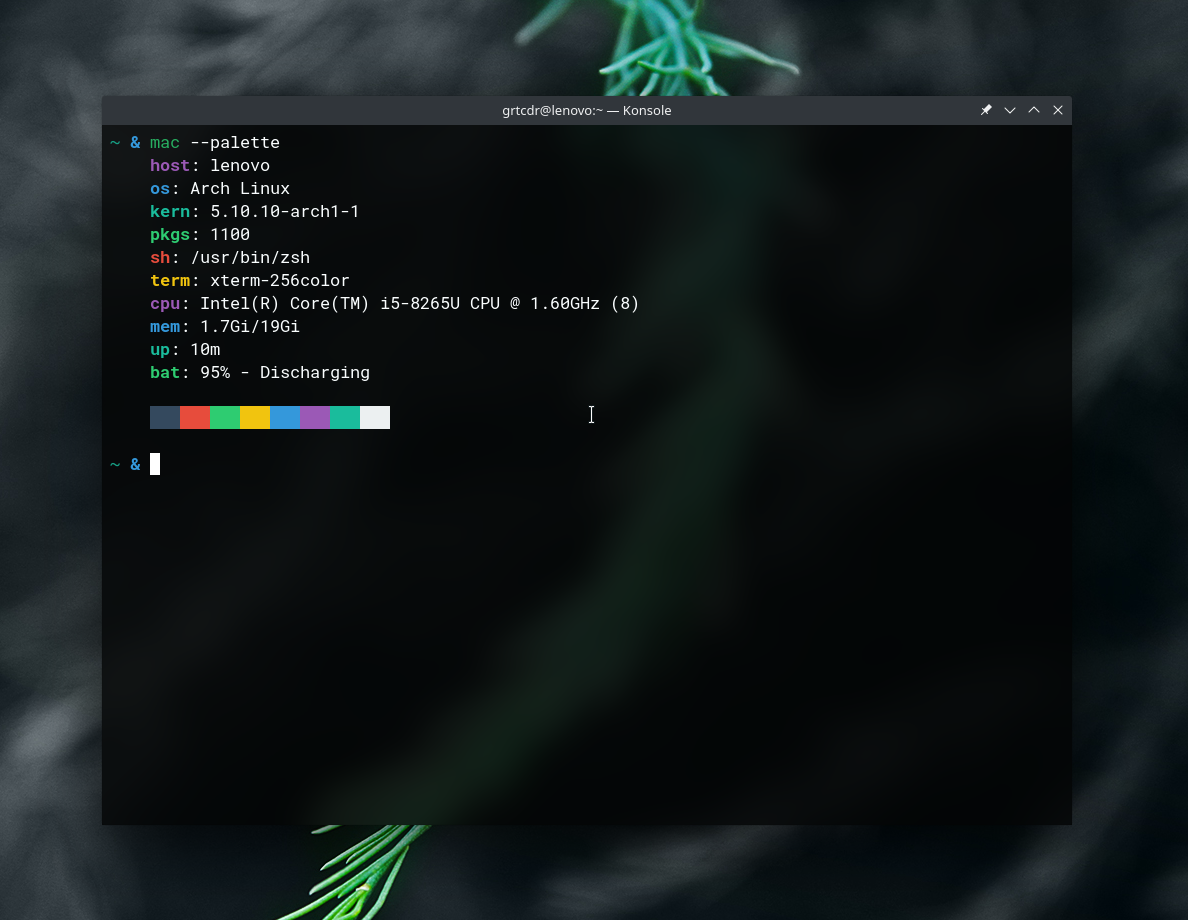 grtcdr@lenovo:~ — Konsole
~ & mac --palette
host: lenovo
os: Arch Linux
kern: 5.10.10-arch1-1
pkgs: 1100
sh: /usr/bin/zsh
term: xterm-256color
cpu: Intel(R) Core(TM) i5-8265U CPU @ 1.60GHz (8)
mem: 1.7Gi/19Gi
up: 10m
bat: 95% - Discharging
~ &